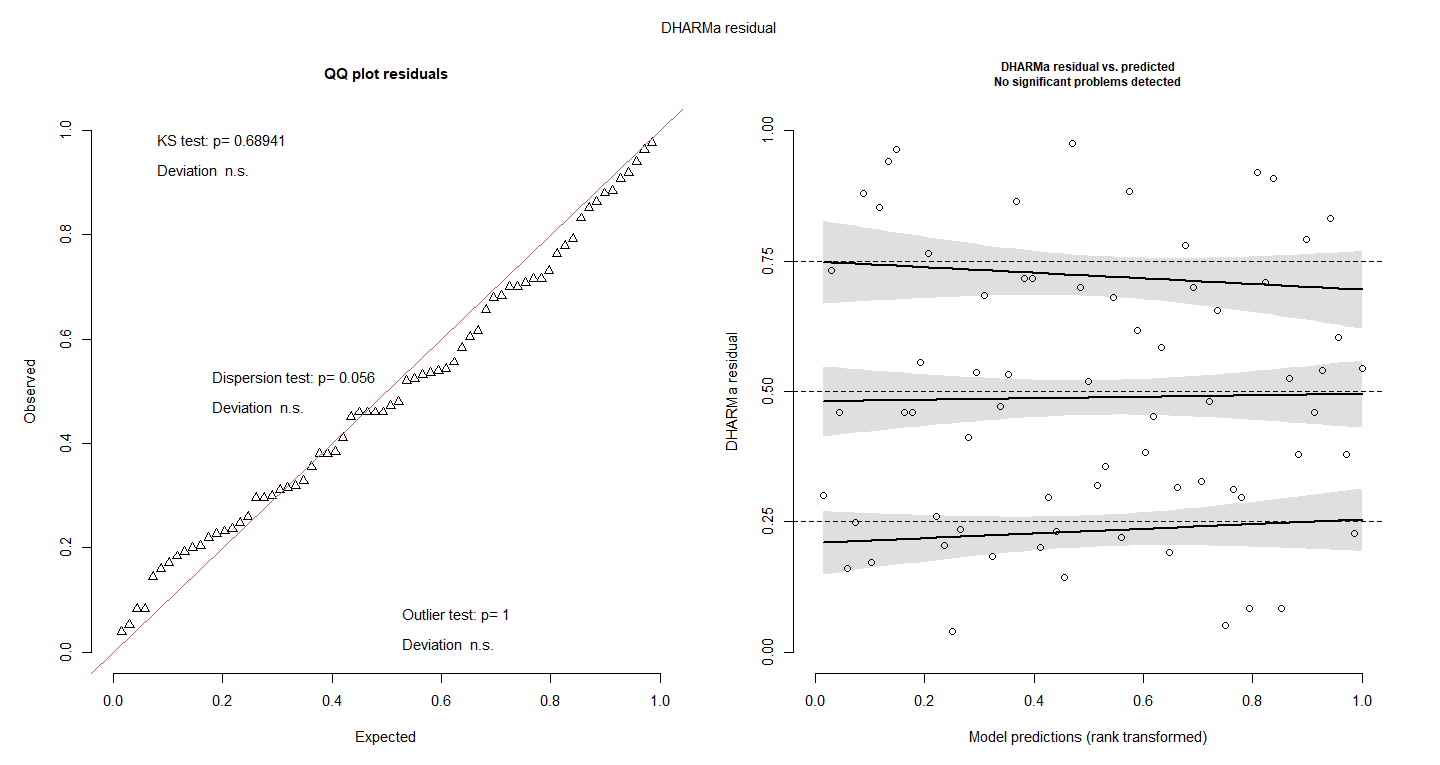 DHARMa residual
QQ plot residuals
KS test: p= 0.68941
Deviation  n.s.
Dispersion test: p= 0.056
Deviation  n.s.
Outlier test: p= 1
Deviation  n.s.
Observed
1.0
0.8
0.6
0.4
0.2
0.0
0.0 0.2 0.4 0.6 0.8 1.0
Expected
DHARMa residual vs. predicted
No significant problems detected
DHARMa residual
1.00
0.75
0.50
0.25
0.00
0.0 0.2 0.4 0.6 0.8 1.0
Model predictions (rank transformed)